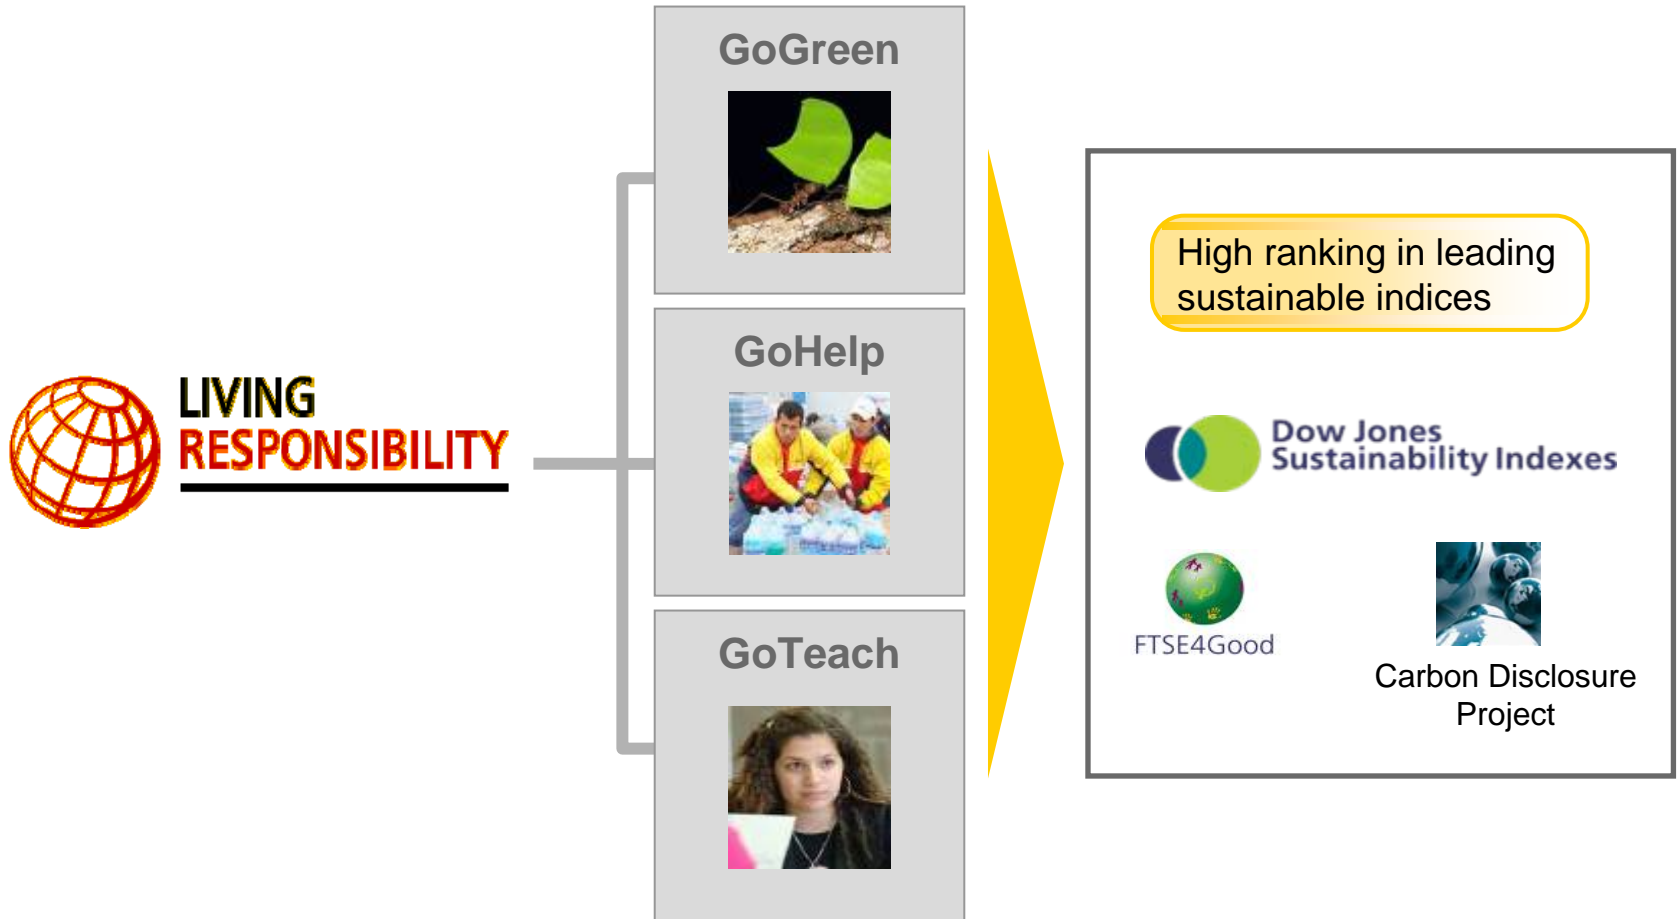 GoGreen
LIVING
RESPONSIBILITY
GoHelp
GoTeach
High ranking in leading
sustainable indices
Dow Jones
Sustainability Indexes
FTSE4Good
Carbon Disclosure
Project